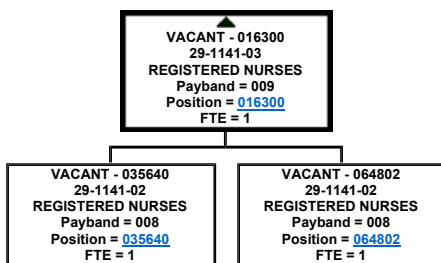 VACANT - 016300
29-1141-03
REGISTERED NURSES
Payband = 009
Position = 016300
FTE = 1
VACANT - 035640
29-1141-02
REGISTERED NURSES
Payband = 008
Position = 035640
FTE = 1
VACANT - 064802
29-1141-02
REGISTERED NURSES
Payband = 008
Position = 064802
FTE = 1